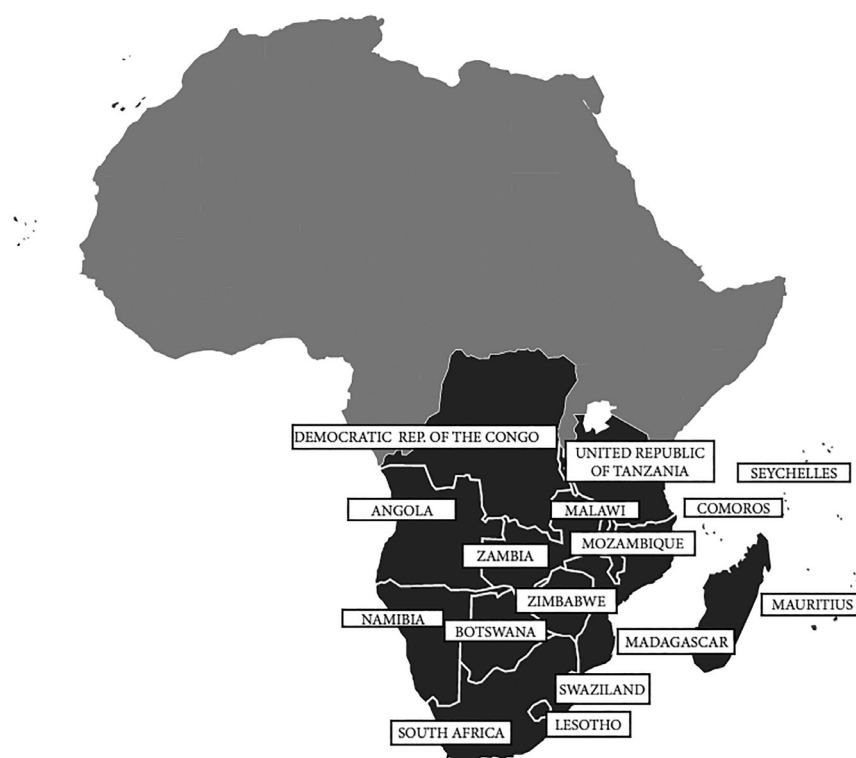 DEMOCRATIC REP. OF THE CONGO
UNITED REPUBLIC
OF TANZANIA
SEYCHELLES
ANGOLA
MALAWI
COMOROS
MOZAMBIQUE
ZAMBIA
ZIMBABWE
MAURITIUS
NAMIBIA
BOTSWANA
MADAGASCAR
SWAZILAND
LESOTHO
SOUTH AFRICA